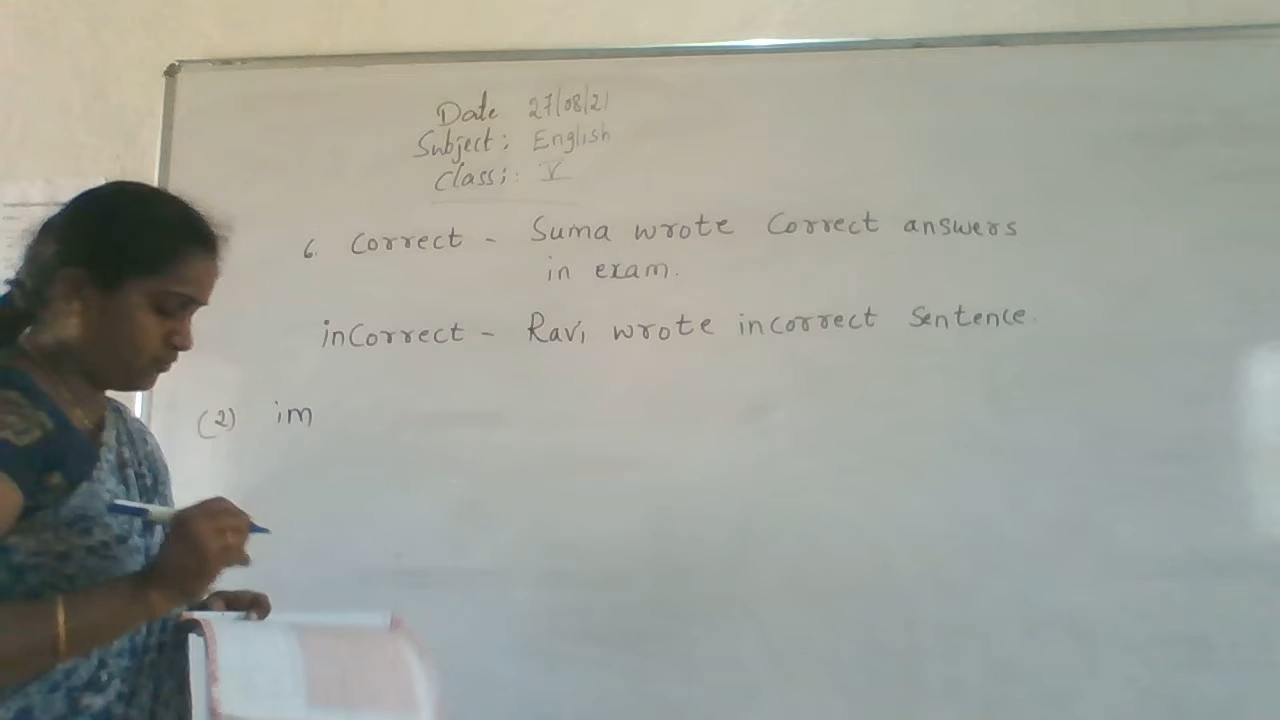 Date 27/08/21
Subject: English
Class: V
6. Correct - Suma wrote Correct answers
in exam.
inCorrect - Ravi wrote incorrect Sentence.
(2) im